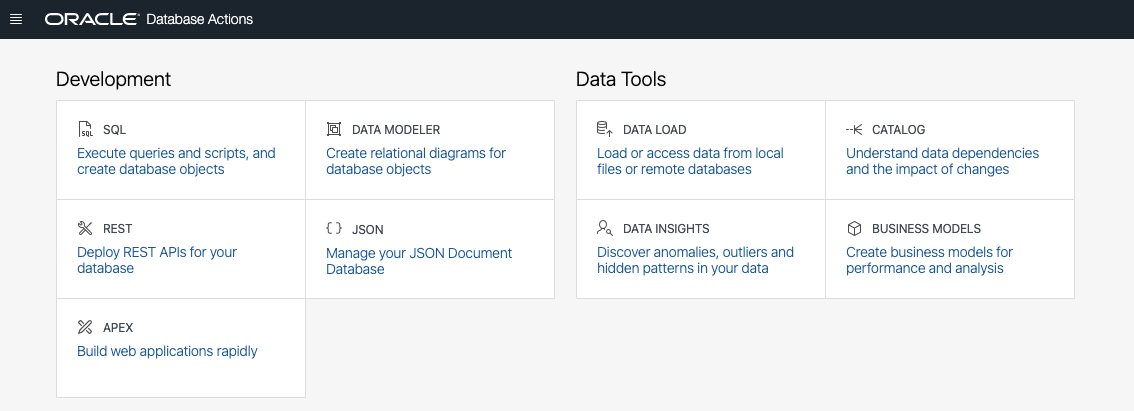 ORACLE Database Actions
Development
SQL
Execute queries and scripts, and
create database objects
DATA MODELER
Create relational diagrams for
database objects
REST
Deploy REST APIs for your
database
{ } JSON
Manage your JSON Document
Database
APEX
Build web applications rapidly
Data Tools
DATA LOAD
Load or access data from local
files or remote databases
CATALOG
Understand data dependencies
and the impact of changes
DATA INSIGHTS
Discover anomalies, outliers and
hidden patterns in your data
BUSINESS MODELS
Create business models for
performance and analysis